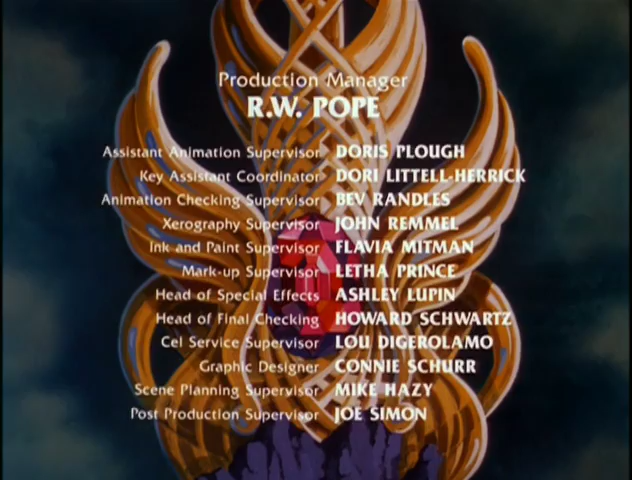 Production Manager
R.W. POPE
Assistant Animation Supervisor DORIS PLOUGH
Key Assistant Coordinator DORI LITTELL-HERRICK
Animation Checking Supervisor BEV RANDLES
Xerography Supervisor JOHN REMMEL
Ink and Paint Supervisor FLAVIA MITMAN
Mark-up Supervisor LETHA PRINCE
Head of Special Effects ASHLEY LUPIN
Head of Final Checking HOWARD SCHWARTZ
Cel Service Supervisor LOU DIGEROLAMO
Graphic Designer CONNIE SCHURR
Scene Planning Supervisor MIKE HAZY
Post Production Supervisor JOE SIMON